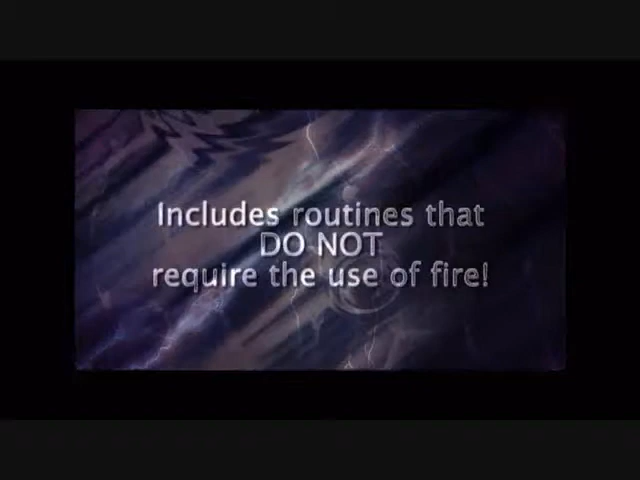 Includes routines that
DO NOT
require the use of fire!